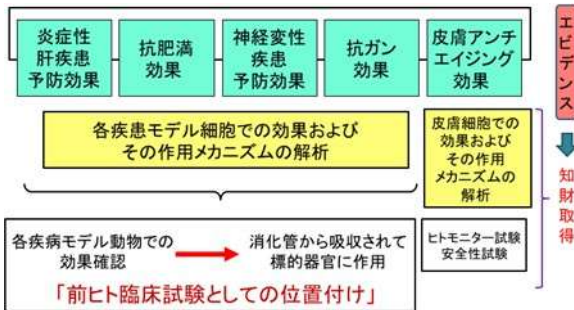 炎症性
肝疾患
予防効果
抗肥満
効果
神経変性
疾患
予防効果
抗ガン
効果
皮膚アンチ
エイジング
効果
エビデンス
各疾患モデル細胞での効果および
その作用メカニズムの解析
皮膚細胞での
効果および
その作用
メカニズムの
解析
知財取得
各疾病モデル動物での
効果確認
消化管から吸収されて
標的器官に作用
「前ヒト臨床試験としての位置付け」
ヒトモニター試験
安全性試験